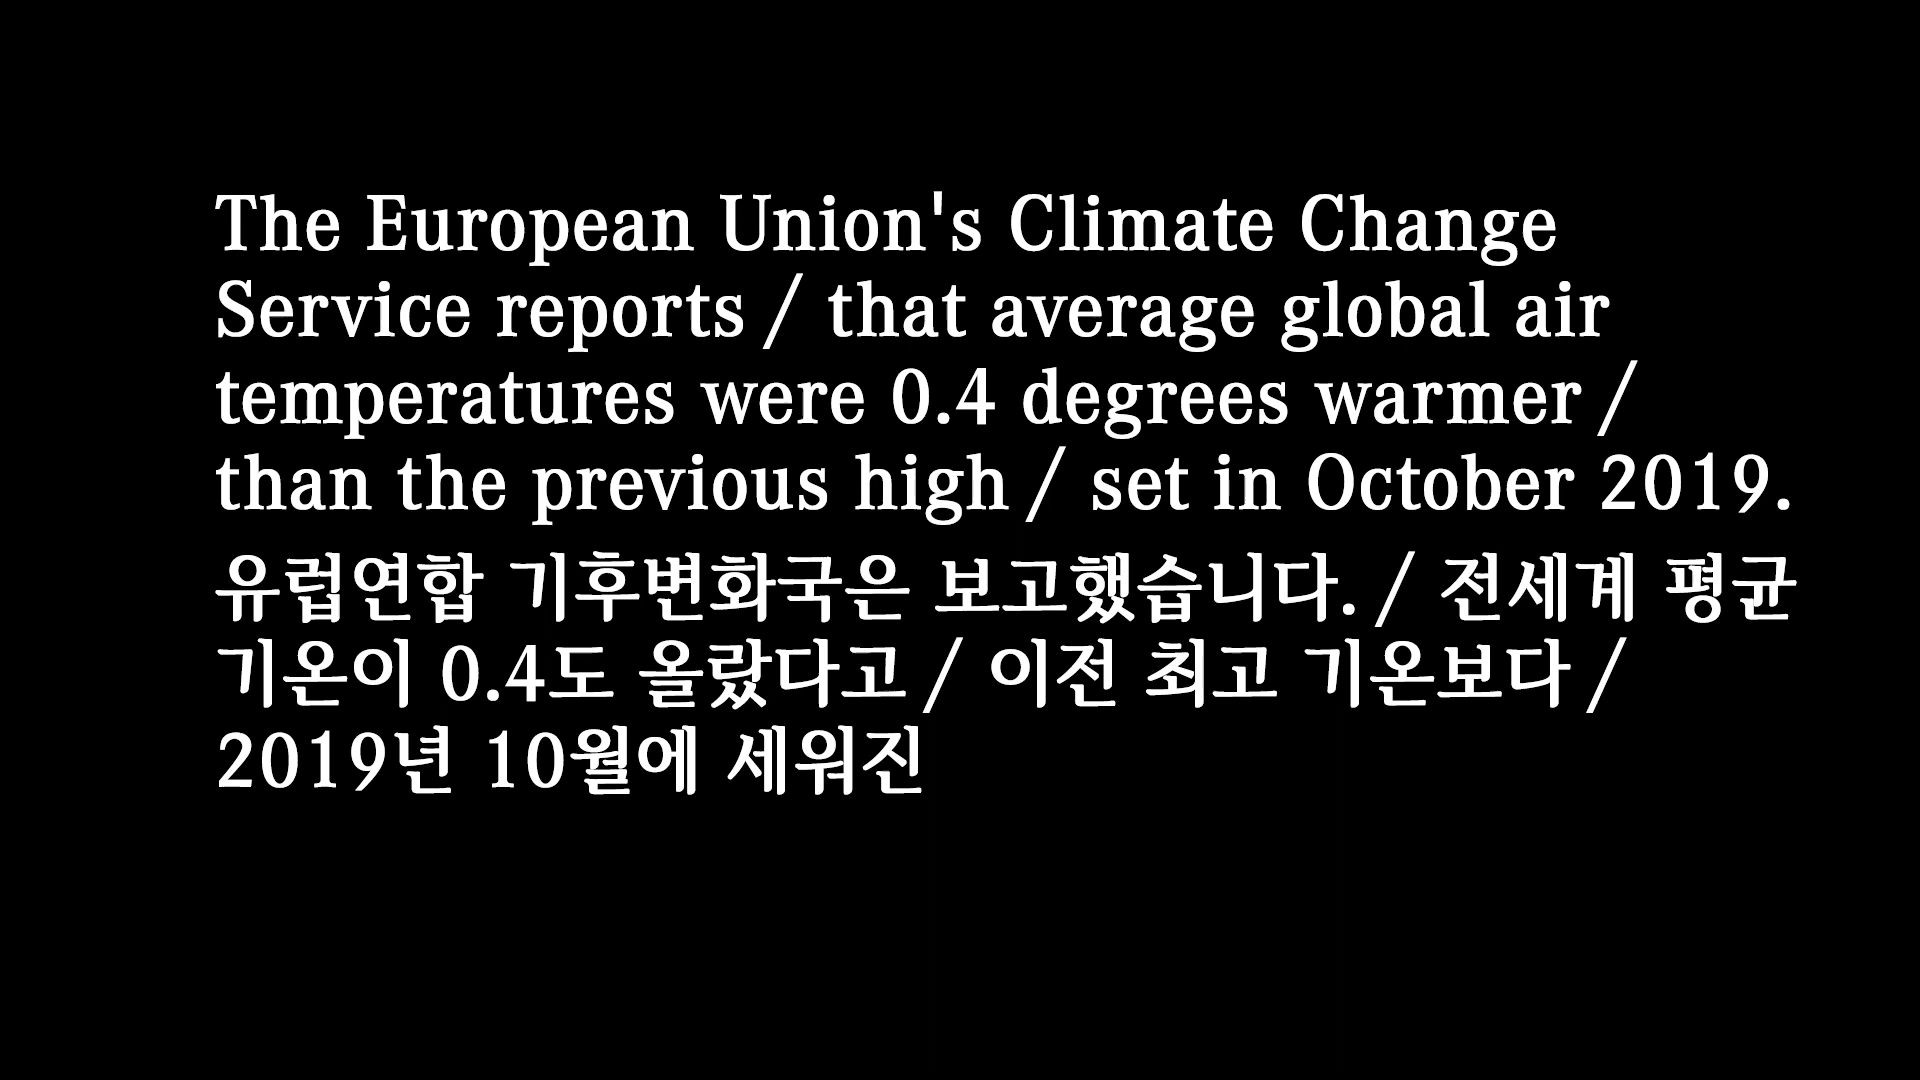 The European Union's Climate Change
Service reports / that average global air
temperatures were 0.4 degrees warmer /
than the previous high / set in October 2019.
유럽연합 기후변화국은 보고했습니다. / 전세계 평균
기온이 0.4도 올랐다고 / 이전 최고 기온보다 /
2019년 10월에 세워진